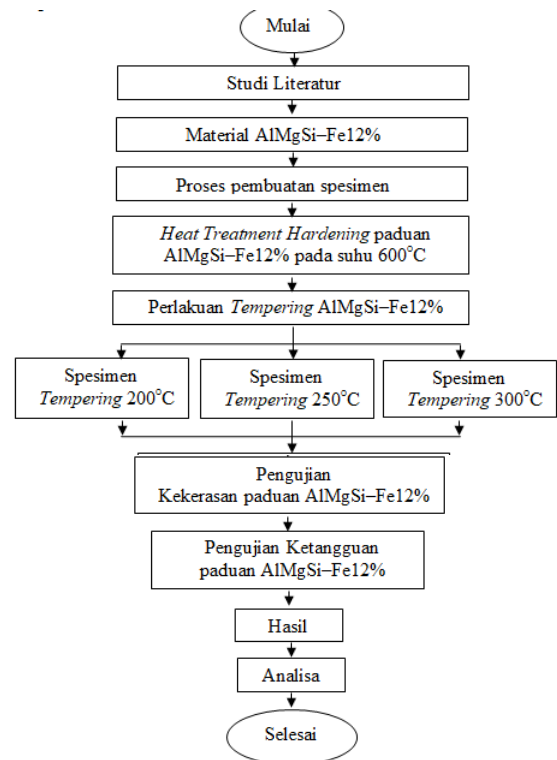 Mulai
Studi Literatur
Material AlMgSi–Fe12%
Proses pembuatan spesimen
Heat Treatment Hardening paduan
AlMgSi–Fe12% pada suhu 600°C
Perlakuan Tempering AlMgSi–Fe12%
Spesimen
Tempering 200°C
Spesimen
Tempering 250°C
Spesimen
Tempering 300°C
Pengujian
Kekerasan paduan AlMgSi–Fe12%
Pengujian Ketangguan
paduan AlMgSi–Fe12%
Hasil
Analisa
Selesai